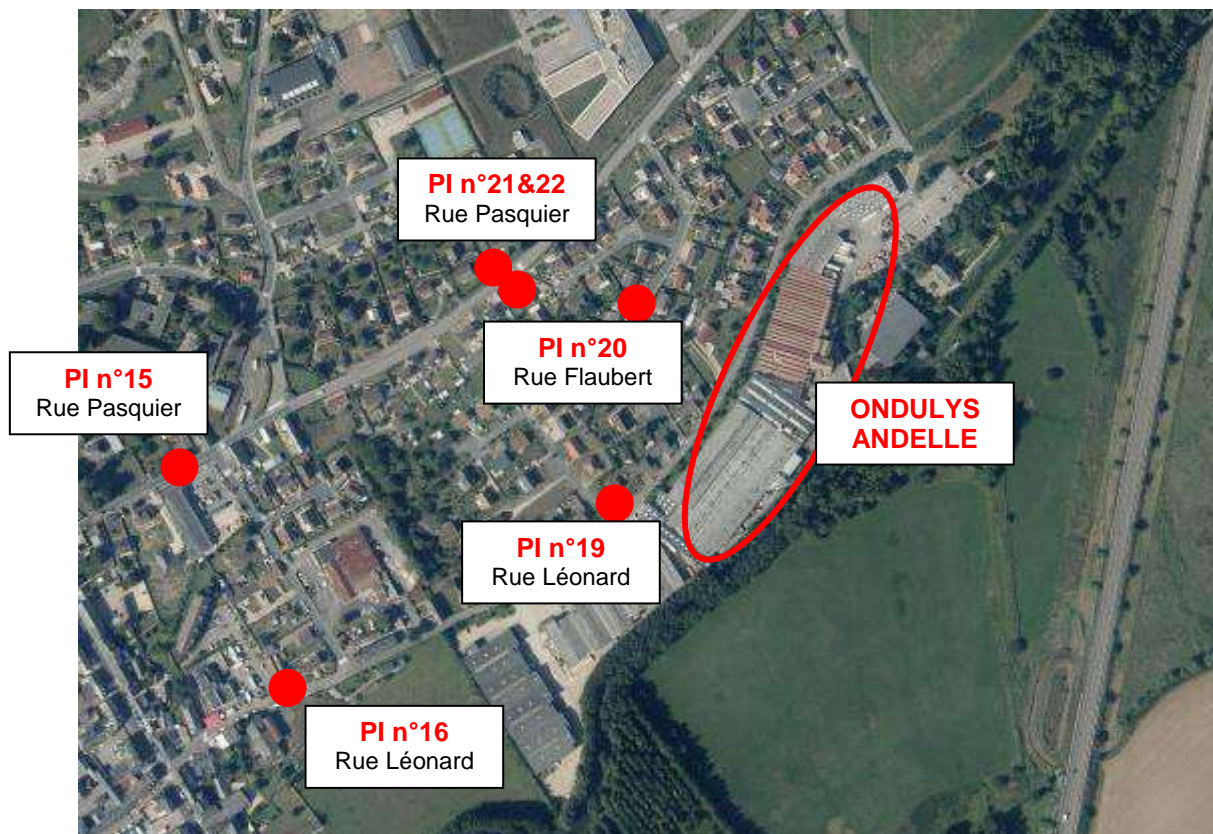 PI n°21&22
Rue Pasquier
PI n°20
Rue Flaubert
PI n°15
Rue Pasquier
ONDULYS
ANDELLE
PI n°19
Rue Léonard
PI n°16
Rue Léonard